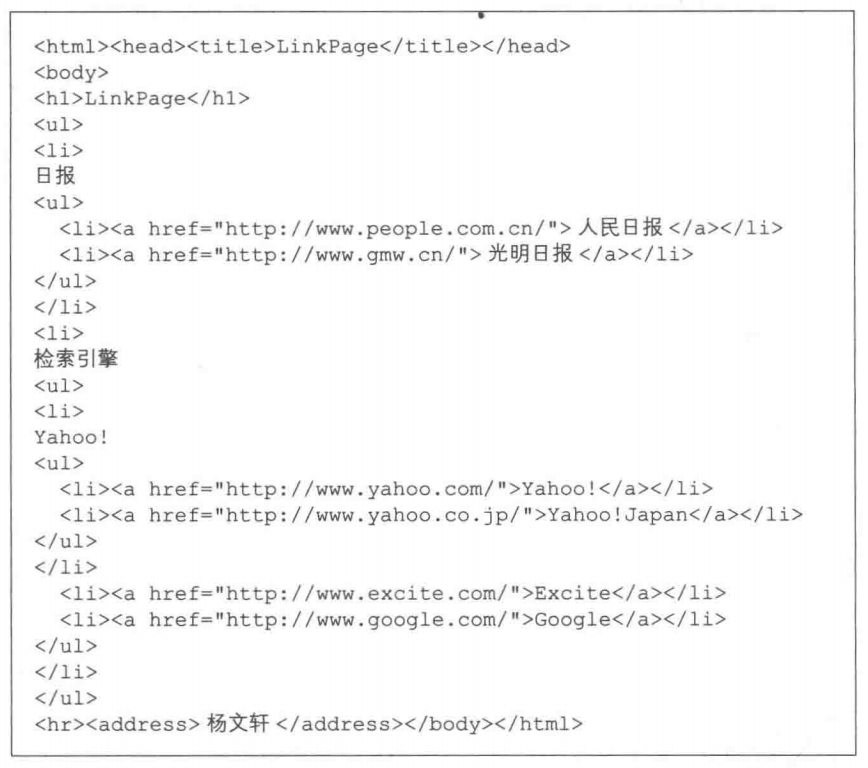 <html><head><title>LinkPage</title></head>
<body>
<h1>LinkPage</h1>
<ul>
<li>
日报
<ul>
  <li><a href="http://www.people.com.cn/"> 人民日报 </a></li>
  <li><a href="http://www.gmw.cn/"> 光明日报 </a></li>
</ul>
</li>
<li>
检索引擎
<ul>
<li>
Yahoo!
<ul>
  <li><a href="http://www.yahoo.com/">Yahoo!</a></li>
  <li><a href="http://www.yahoo.co.jp/">Yahoo!Japan</a></li>
</ul>
</li>
  <li><a href="http://www.excite.com/">Excite</a></li>
  <li><a href="http://www.google.com/">Google</a></li>
</ul>
</li>
</ul>
<hr><address> 杨文轩 </address></body></html>